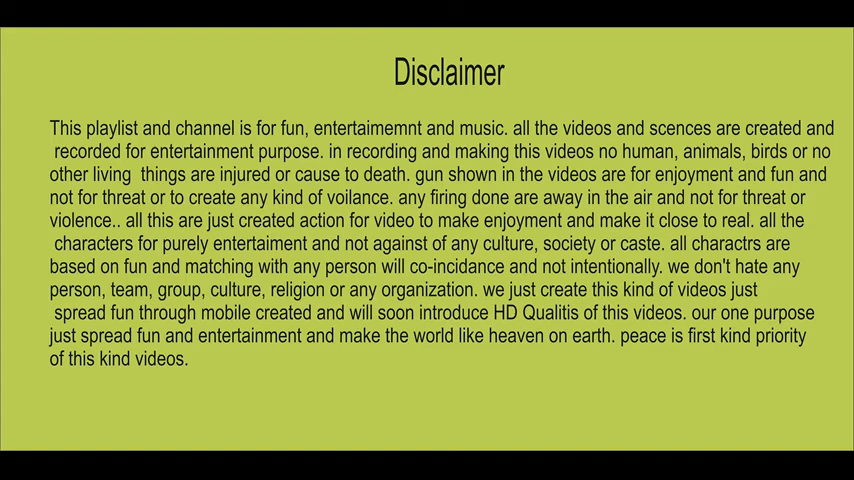 Disclaimer
This playlist and channel is for fun, entertaimemnt and music. all the videos and scences are created and
recorded for entertainment purpose. in recording and making this videos no human, animals, birds or no
other living things are injured or cause to death. gun shown in the videos are for enjoyment and fun and
not for threat or to create any kind of voilance. any firing done are away in the air and not for threat or
violence.. all this are just created action for video to make enjoyment and make it close to real. all the
characters for purely entertaiment and not against of any culture, society or caste. all charactrs are
based on fun and matching with any person will co-incidance and not intentionally. we don't hate any
person, team, group, culture, religion or any organization. we just create this kind of videos just
spread fun through mobile created and will soon introduce HD Qualitis of this videos. our one purpose
just spread fun and entertainment and make the world like heaven on earth. peace is first kind priority
of this kind videos.